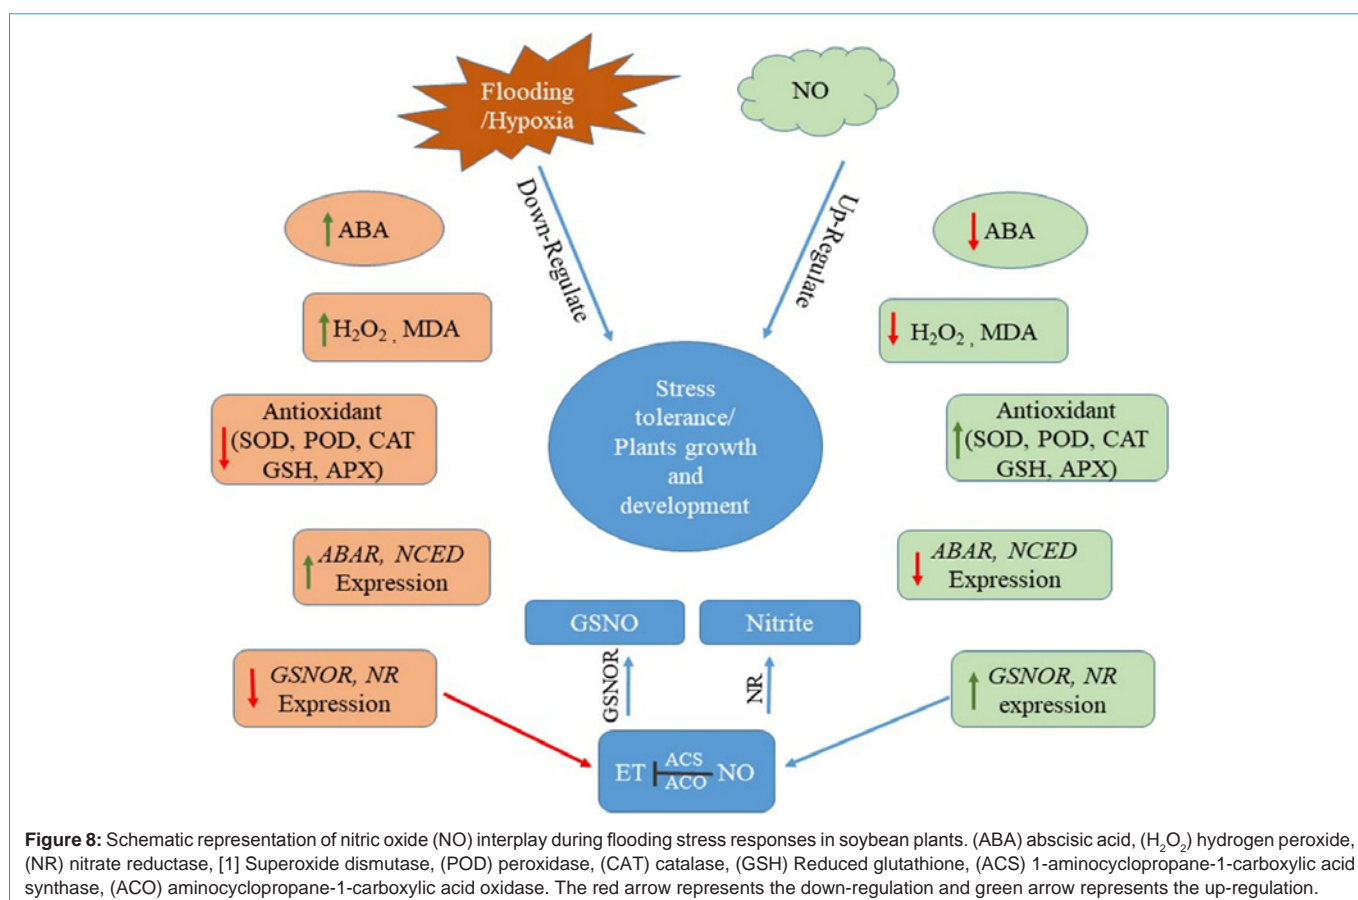 Flooding
/Hypoxia
NO
Down-Regulate
Up-Regulate
ABA
ABA
H₂O₂ , MDA
H₂O₂ , MDA
Stress
tolerance/
Plants growth
and
development
Antioxidant
(SOD, POD, CAT
GSH, APX)
Antioxidant
(SOD, POD, CAT
GSH, APX)
ABAR, NCED
Expression
ABAR, NCED
Expression
GSNO
Nitrite
GSNOR, NR
Expression
GSNOR
NR
GSNOR, NR
expression
ET
ACS
ACO
NO
Figure 8: Schematic representation of nitric oxide (NO) interplay during flooding stress responses in soybean plants. (ABA) abscisic acid, (H₂O₂) hydrogen peroxide,
(NR) nitrate reductase, [1] Superoxide dismutase, (POD) peroxidase, (CAT) catalase, (GSH) Reduced glutathione, (ACS) 1-aminocyclopropane-1-carboxylic acid
synthase, (ACO) aminocyclopropane-1-carboxylic acid oxidase. The red arrow represents the down-regulation and green arrow represents the up-regulation.